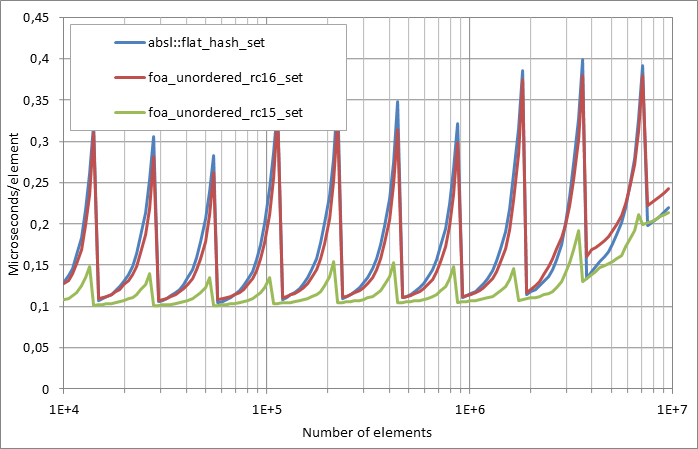 0,45
0,4
0,35
0,3
0,25
0,2
0,15
0,1
0,05
0
Microseconds/element
absl::flat_hash_set
foa_unordered_rc16_set
foa_unordered_rc15_set
1E+4
1E+5
1E+6
1E+7
Number of elements